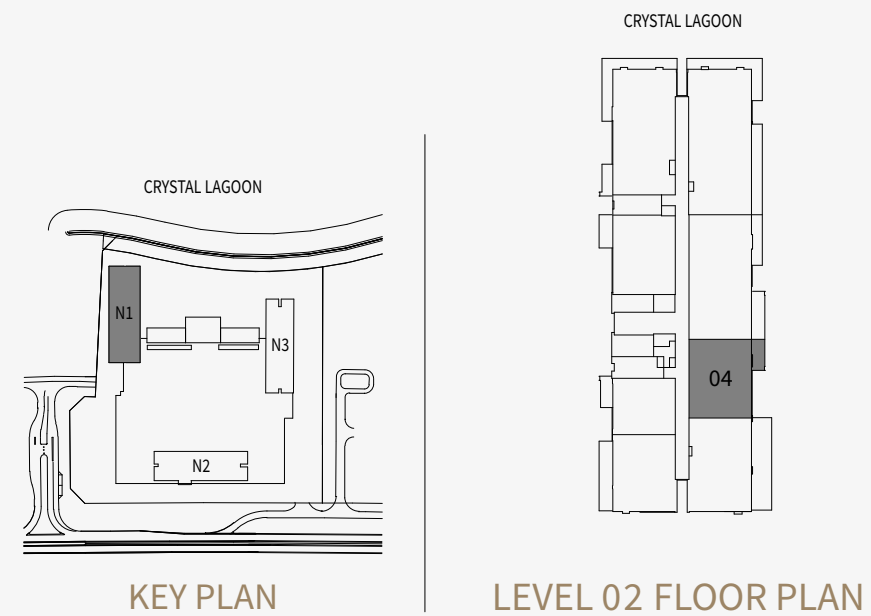 CRYSTAL LAGOON
N1
N3
N2
KEY PLAN
CRYSTAL LAGOON
04
LEVEL 02 FLOOR PLAN